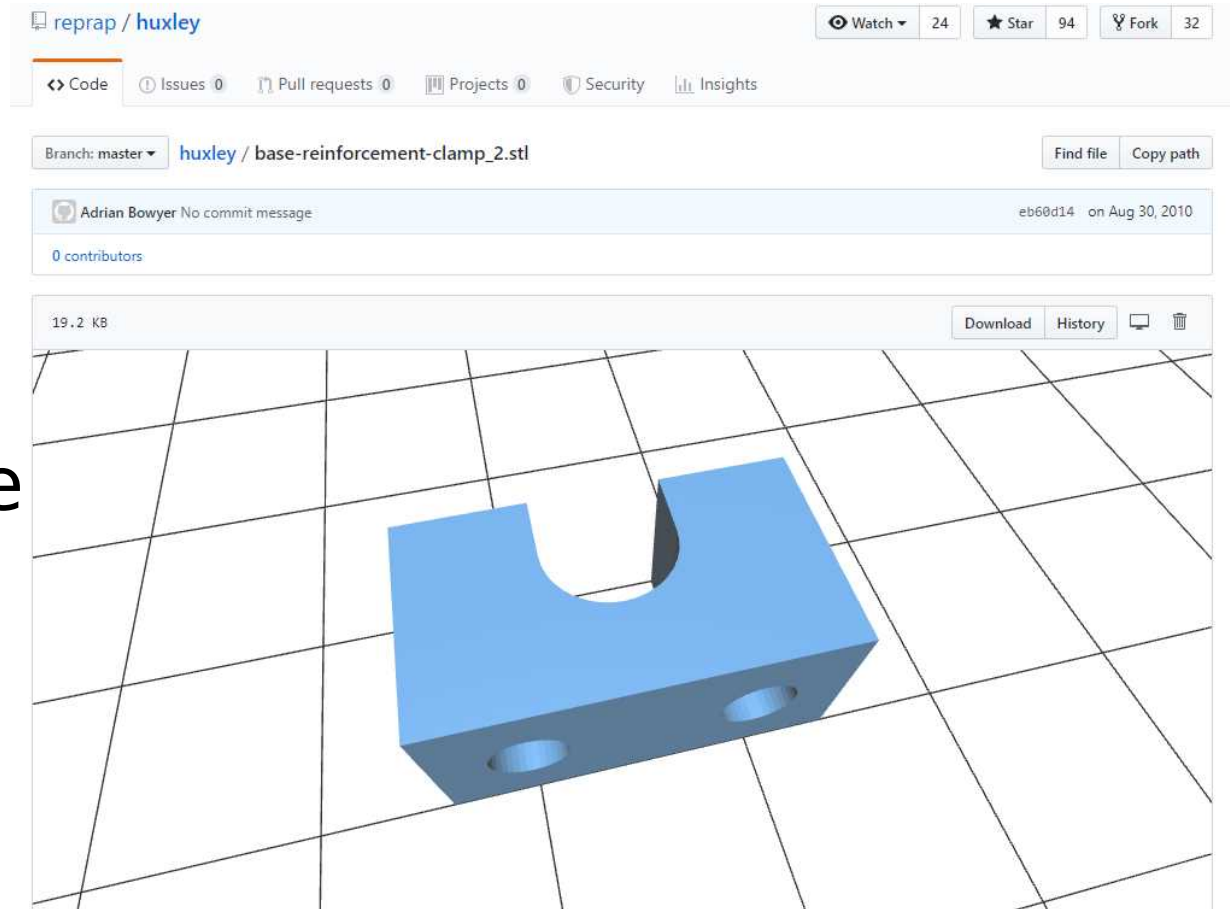 reprap / huxley
Watch 24 Star 94 Fork 32
Code Issues 0 Pull requests 0 Projects 0 Security Insights
Branch: master huxley / base-reinforcement-clamp_2.stl Find file Copy path
Adrian Bowyer No commit message eb60d14 on Aug 30, 2010
0 contributors
19.2 KB Download History
e